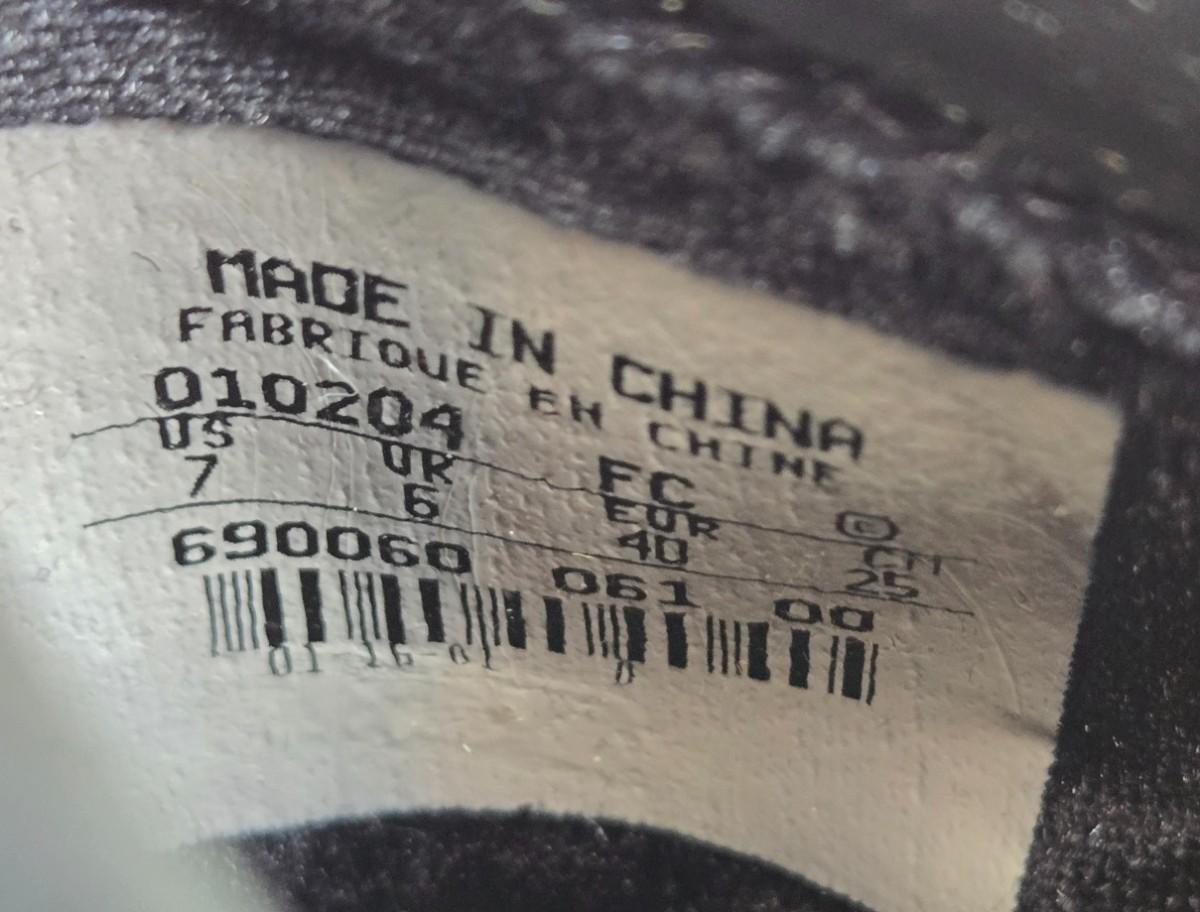 MADE IN CHINA
FABRIQUE EN CHINE
010204 FC ©
US UK EUR CM
7 6 40 25
690060 061 00